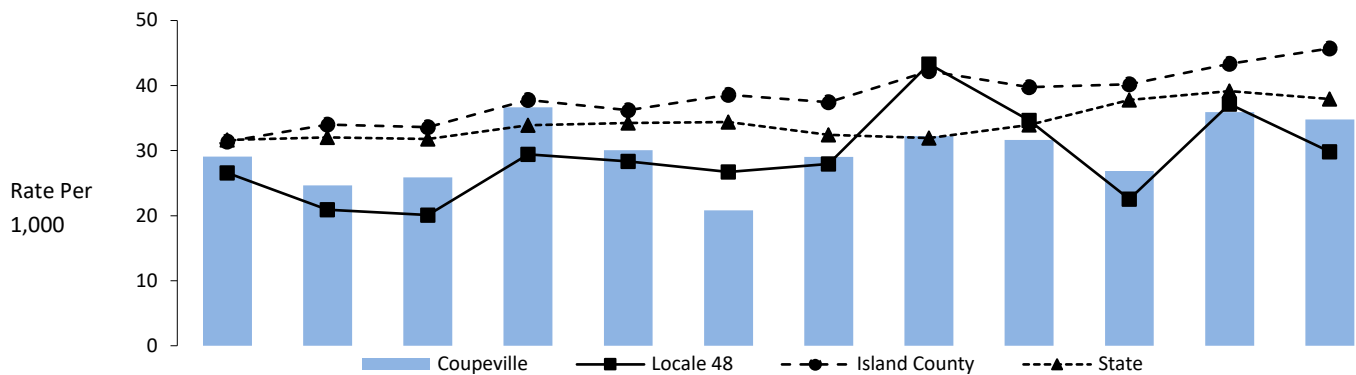 50
40
30
20
10
0
Rate Per
1,000
Coupeville
Locale 48
Island County
State